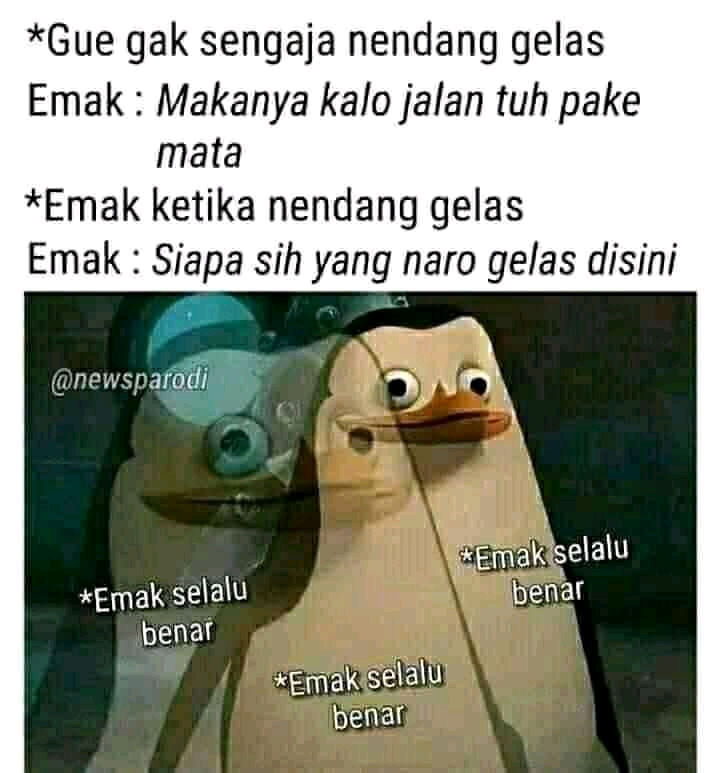 *Gue gak sengaja nendang gelas
Emak : Makanya kalo jalan tuh pake
mata
*Emak ketika nendang gelas
Emak : Siapa sih yang naro gelas disini
@newsparodi
*Emak selalu
benar
*Emak selalu
benar
*Emak selalu
benar